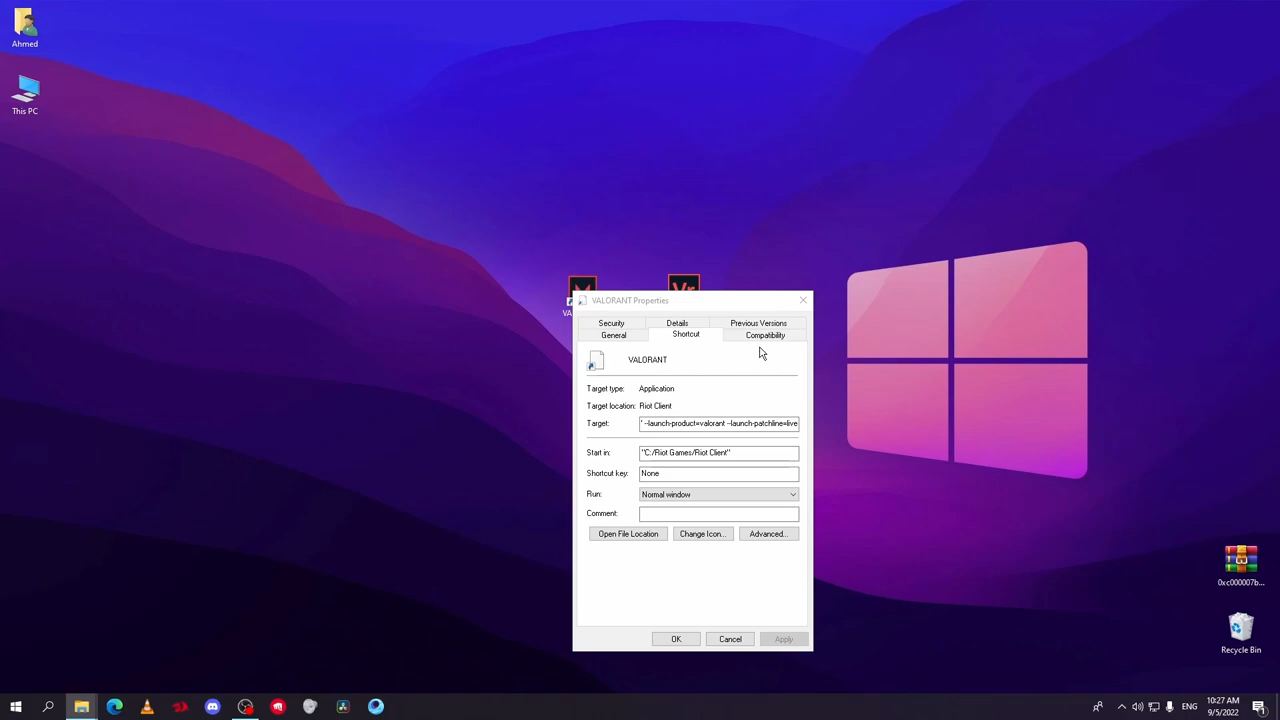 Ahmed
This PC
VALORANT Properties
Security
Details
Previous Versions
General
Shortcut
Compatibility
VALORANT
Target type:
Application
Target location:
Riot Client
Target:
' --launch-product=valorant --launch-patchline=live
Start in:
"C:/Riot Games/Riot Client"
Shortcut key:
None
Run:
Normal window
Comment:
Open File Location
Change Icon...
Advanced...
OK
Cancel
Apply
0xc000007b...
Recycle Bin
ENG
10:27 AM
9/5/2022